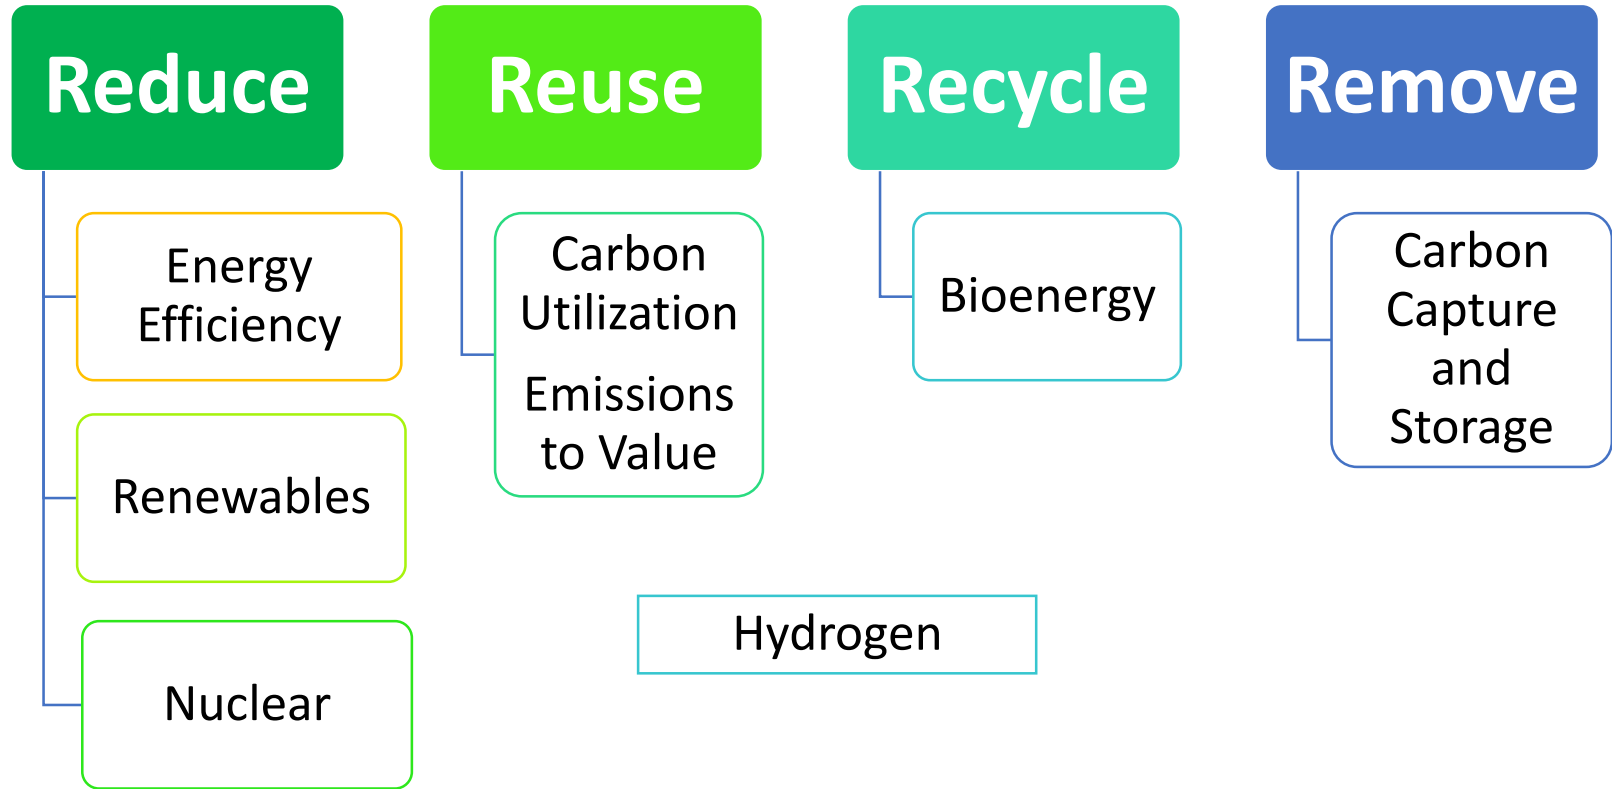 Reduce
Energy
Efficiency
Renewables
Nuclear
Reuse
Carbon
Utilization
Emissions
to Value
Recycle
Bioenergy
Remove
Carbon
Capture
and
Storage
Hydrogen